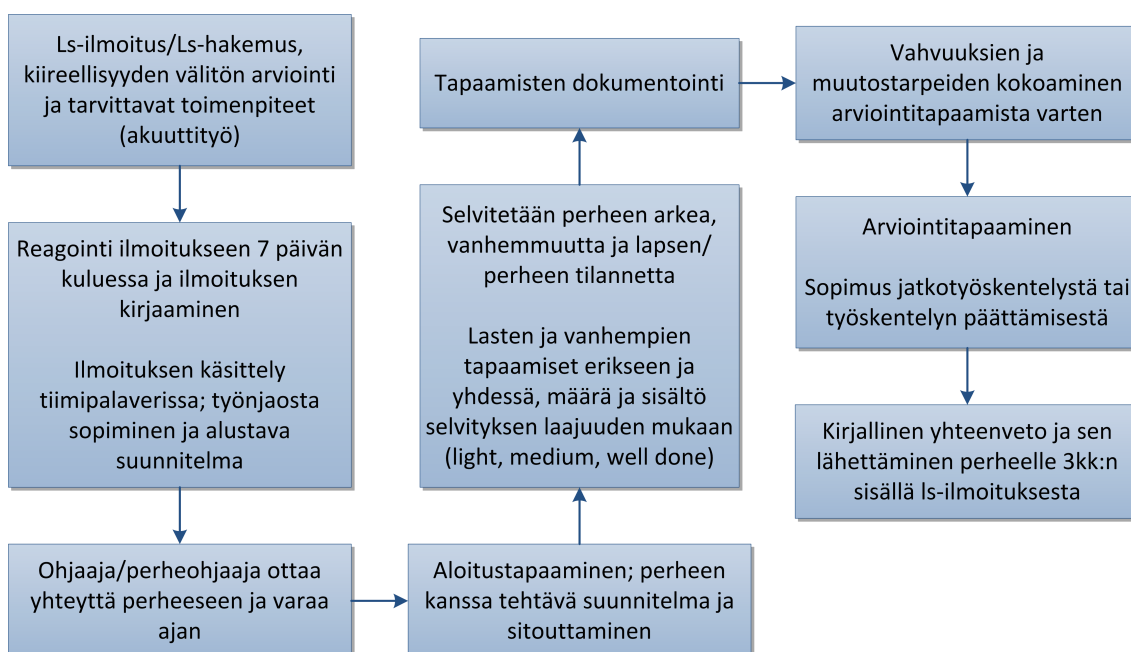 Ls-ilmoitus/Ls-hakemus,
kiireellisyyden välitön arviointi
ja tarvittavat toimenpiteet
(akuuttityö)
Reagointi ilmoitukseen 7 päivän
kuluessa ja ilmoituksen
kirjaaminen
Ilmoituksen käsittely
tiimipalaverissa; työnjaosta
sopiminen ja alustava
suunnitelma
Ohjaaja/perheohjaaja ottaa
yhteyttä perheeseen ja varaa
ajan
Aloitustapaaminen; perheen
kanssa tehtävä suunnitelma ja
sitouttaminen
Selvitetään perheen arkea,
vanhemmuutta ja lapsen/
perheen tilannetta
Lasten ja vanhempien
tapaamiset erikseen ja
yhdessä, määrä ja sisältö
selvityksen laajuuden mukaan
(light, medium, well done)
Tapaamisten dokumentointi
Vahvuuksien ja
muutostarpeiden kokoaminen
arviointitapaamista varten
Arviointitapaaminen
Sopimus jatkotyöskentelystä tai
työskentelyn päättämisestä
Kirjallinen yhteenveto ja sen
lähettäminen perheelle 3kk:n
sisällä ls-ilmoituksesta